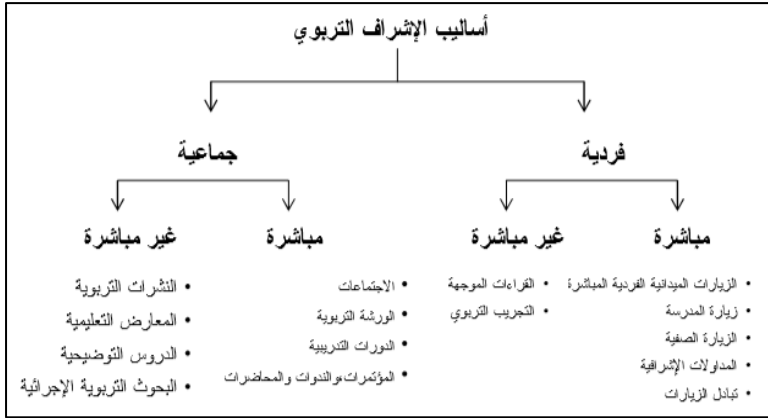 أساليب الإشراف التربوي
فردية
جماعية
مباشرة
غير مباشرة
مباشرة
غير مباشرة
• الزيارات الميدانية الفردية المباشرة
• زيارة المدرسة
• الزيارة الصفية
• المداولات الإشرافية
• تبادل الزيارات
• القراءات الموجهة
• التجريب التربوي
• الاجتماعات
• الورشة التربوية
• الدورات التدريبية
• المؤتمرات،والندوات والمحاضرات
• النشرات التربوية
• المعارض التعليمية
• الدروس التوضيحية
• البحوث التربوية الإجرائية